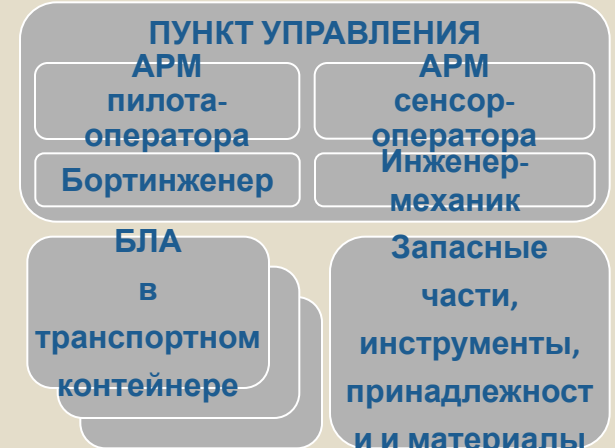 ПУНКТ УПРАВЛЕНИЯ
АРМ
пилота-
оператора
АРМ
сенсор-
оператора
Бортинженер
Инженер-
механик
БЛА
в
транспортном
контейнере
Запасные
части,
инструменты,
принадлежност
и и материалы